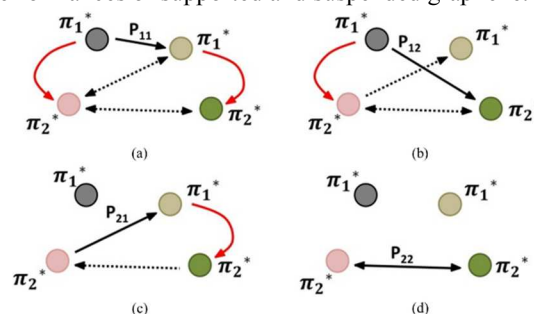 π₁* P₁₁ π₁*
π₂* π₂*
(a)
π₁* P₁₂ π₁*
π₂* π₂
(b)
π₁* π₁*
P₂₁
π₂* π₂*
(c)
π₁* π₁*
P₂₂
π₂* π₂*
(d)